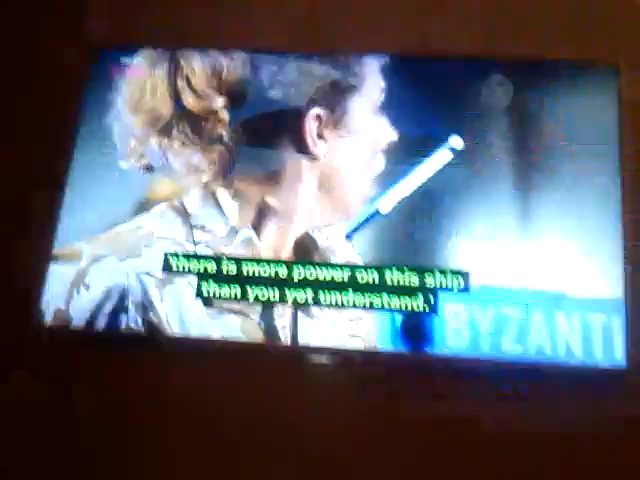 'there is more power on this ship
than you yet understand.'
BYZANTI